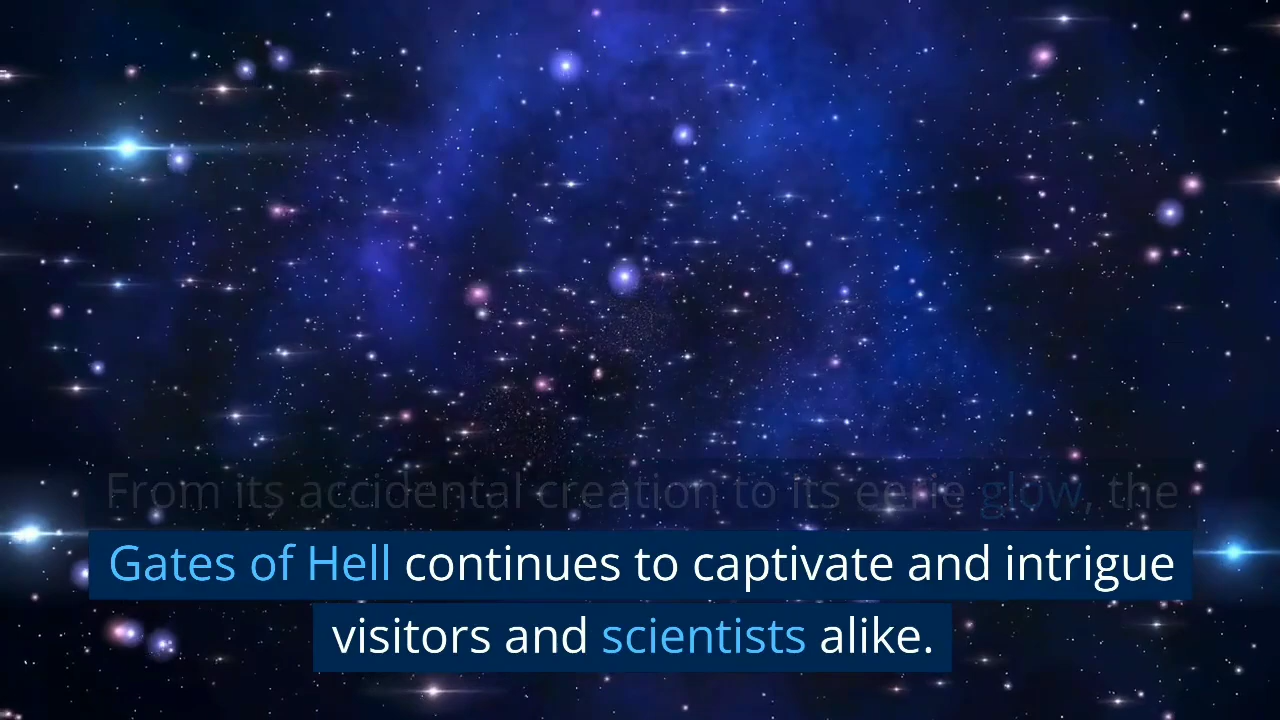 From its accidental creation to its eerie glow, the
Gates of Hell continues to captivate and intrigue
visitors and scientists alike.